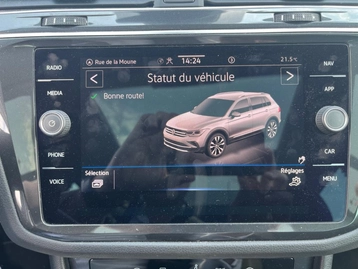 RADIO
MEDIA
PHONE
VOICE
Rue de la Moune
14:24
21.5°C
Statut du véhicule
Bonne route!
Sélection
Réglages
NAV
APP
CAR
MENU